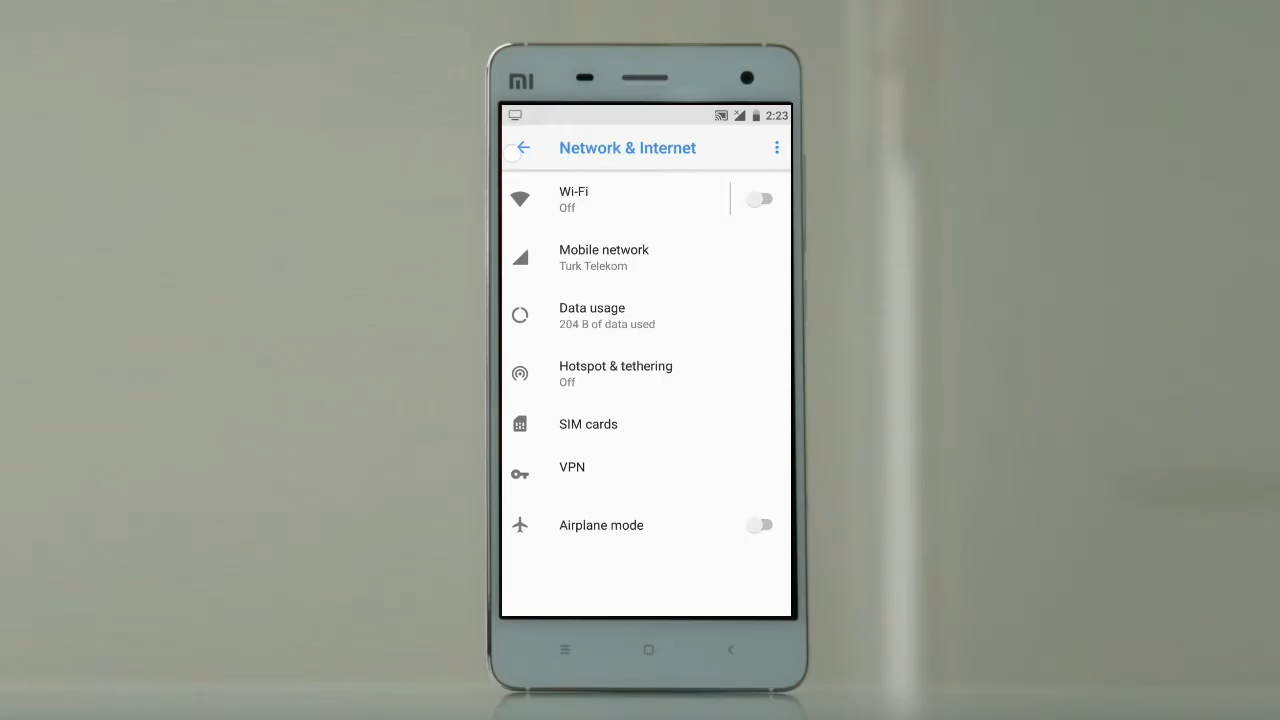 mi
2:23
Network & Internet
Wi-Fi
Off
Mobile network
Turk Telekom
Data usage
204 B of data used
Hotspot & tethering
Off
SIM cards
VPN
Airplane mode